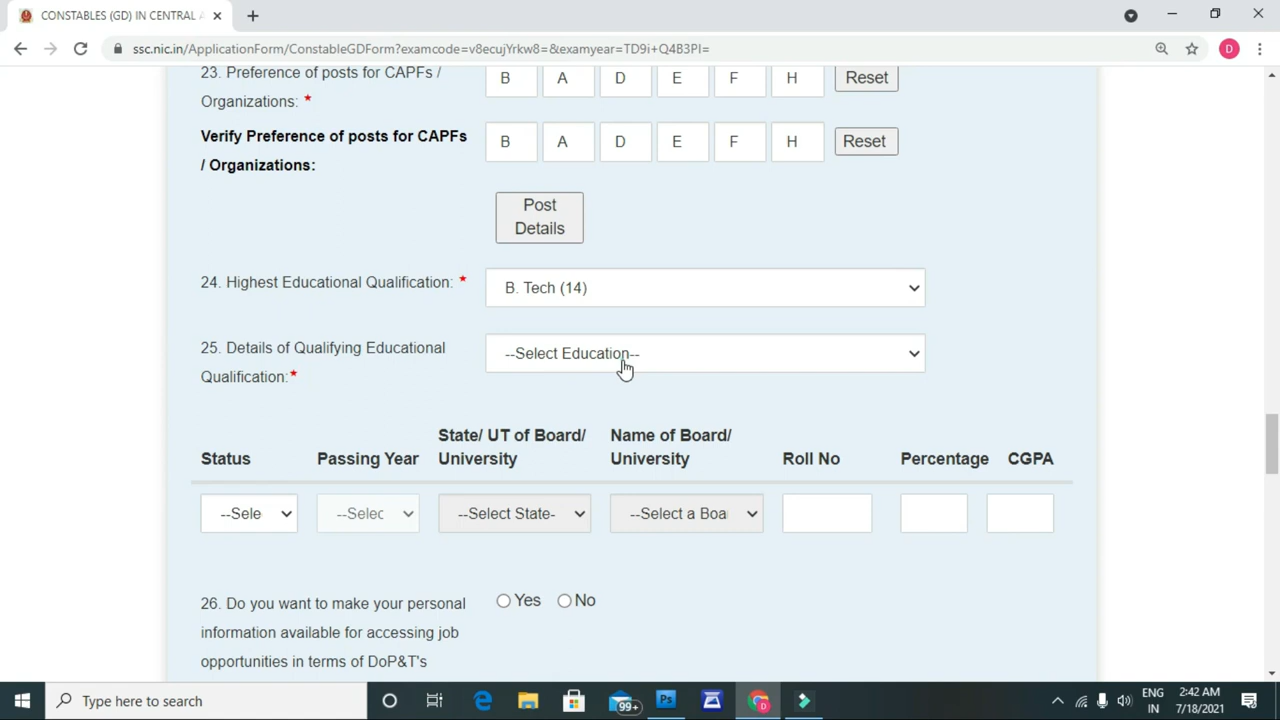 CONSTABLES (GD) IN CENTRAL A
ssc.nic.in/ApplicationForm/ConstableGDForm?examcode=v8ecujYrkw8=&examyear=TD9i+Q4B3PI=
D
23. Preference of posts for CAPFs /
Organizations: *
B A D E F H Reset
Verify Preference of posts for CAPFs
/ Organizations:
B A D E F H Reset
Post
Details
24. Highest Educational Qualification: *
B. Tech (14)
25. Details of Qualifying Educational
Qualification:*
--Select Education--
Status
Passing Year
State/ UT of Board/
University
Name of Board/
University
Roll No
Percentage
CGPA
--Sele
--Selec
--Select State-
--Select a Boa
26. Do you want to make your personal
information available for accessing job
opportunities in terms of DoP&T's
Yes No
Type here to search
99+
Ps
D
ENG
IN
2:42 AM
7/18/2021